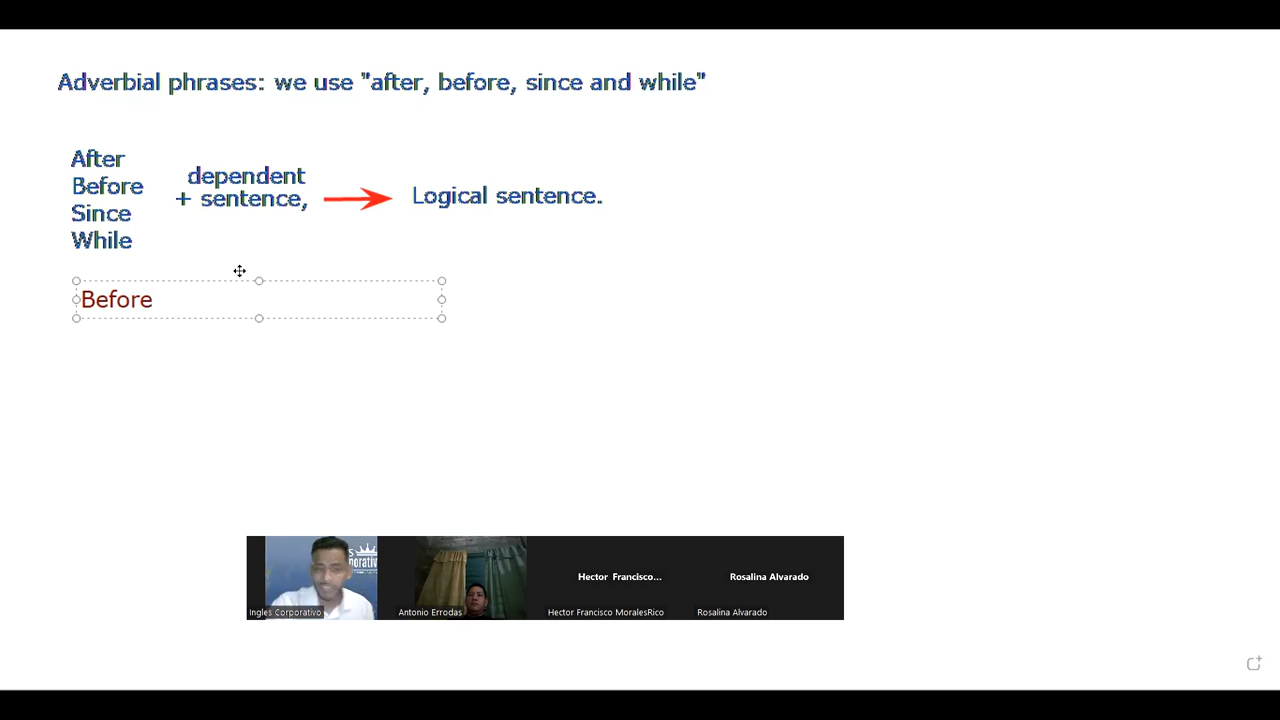 Adverbial phrases: we use "after, before, since and while"
After
Before
Since
While
dependent
+ sentence,
Logical sentence.
Before
Ingles Corporativo
Antonio Errodas
Hector Francisco...
Hector Francisco MoralesRico
Rosalina Alvarado
Rosalina Alvarado